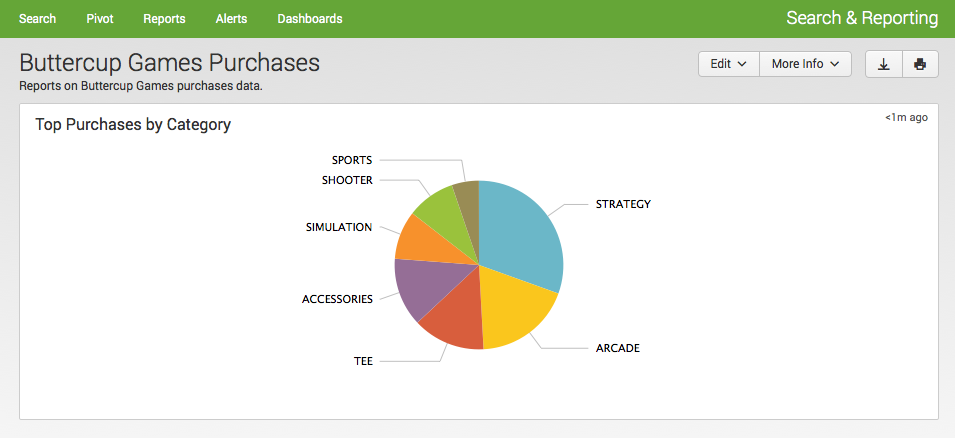 Search Pivot Reports Alerts Dashboards Search & Reporting
Buttercup Games Purchases
Edit More Info
Reports on Buttercup Games purchases data.
Top Purchases by Category
<1m ago
SPORTS
SHOOTER
STRATEGY
SIMULATION
ACCESSORIES
ARCADE
TEE